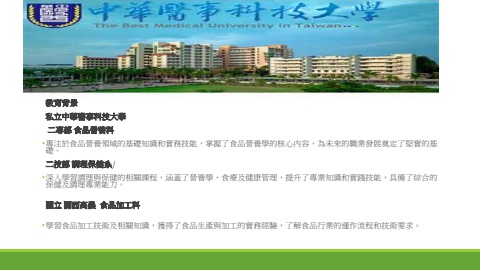 中華醫事科技大學
The Best Medical University in Taiwan
教育背景
私立中華醫事科技大學
二專部 食品營養科
•專注於食品營養領域的基礎知識和實務技能，掌握了食品營養學的核心內容，為未來的職業發展奠定了堅實的基
礎。
二技部 調理保健系/
•深入學習調理與保健的相關課程，涵蓋了營養學、食療及健康管理，提升了專業知識和實踐技能，具備了綜合的
保健及調理專業能力。
國立 關西高農 食品加工科
•學習食品加工技術及相關知識，獲得了食品生產與加工的實務經驗，了解食品行業的運作流程和技術要求。